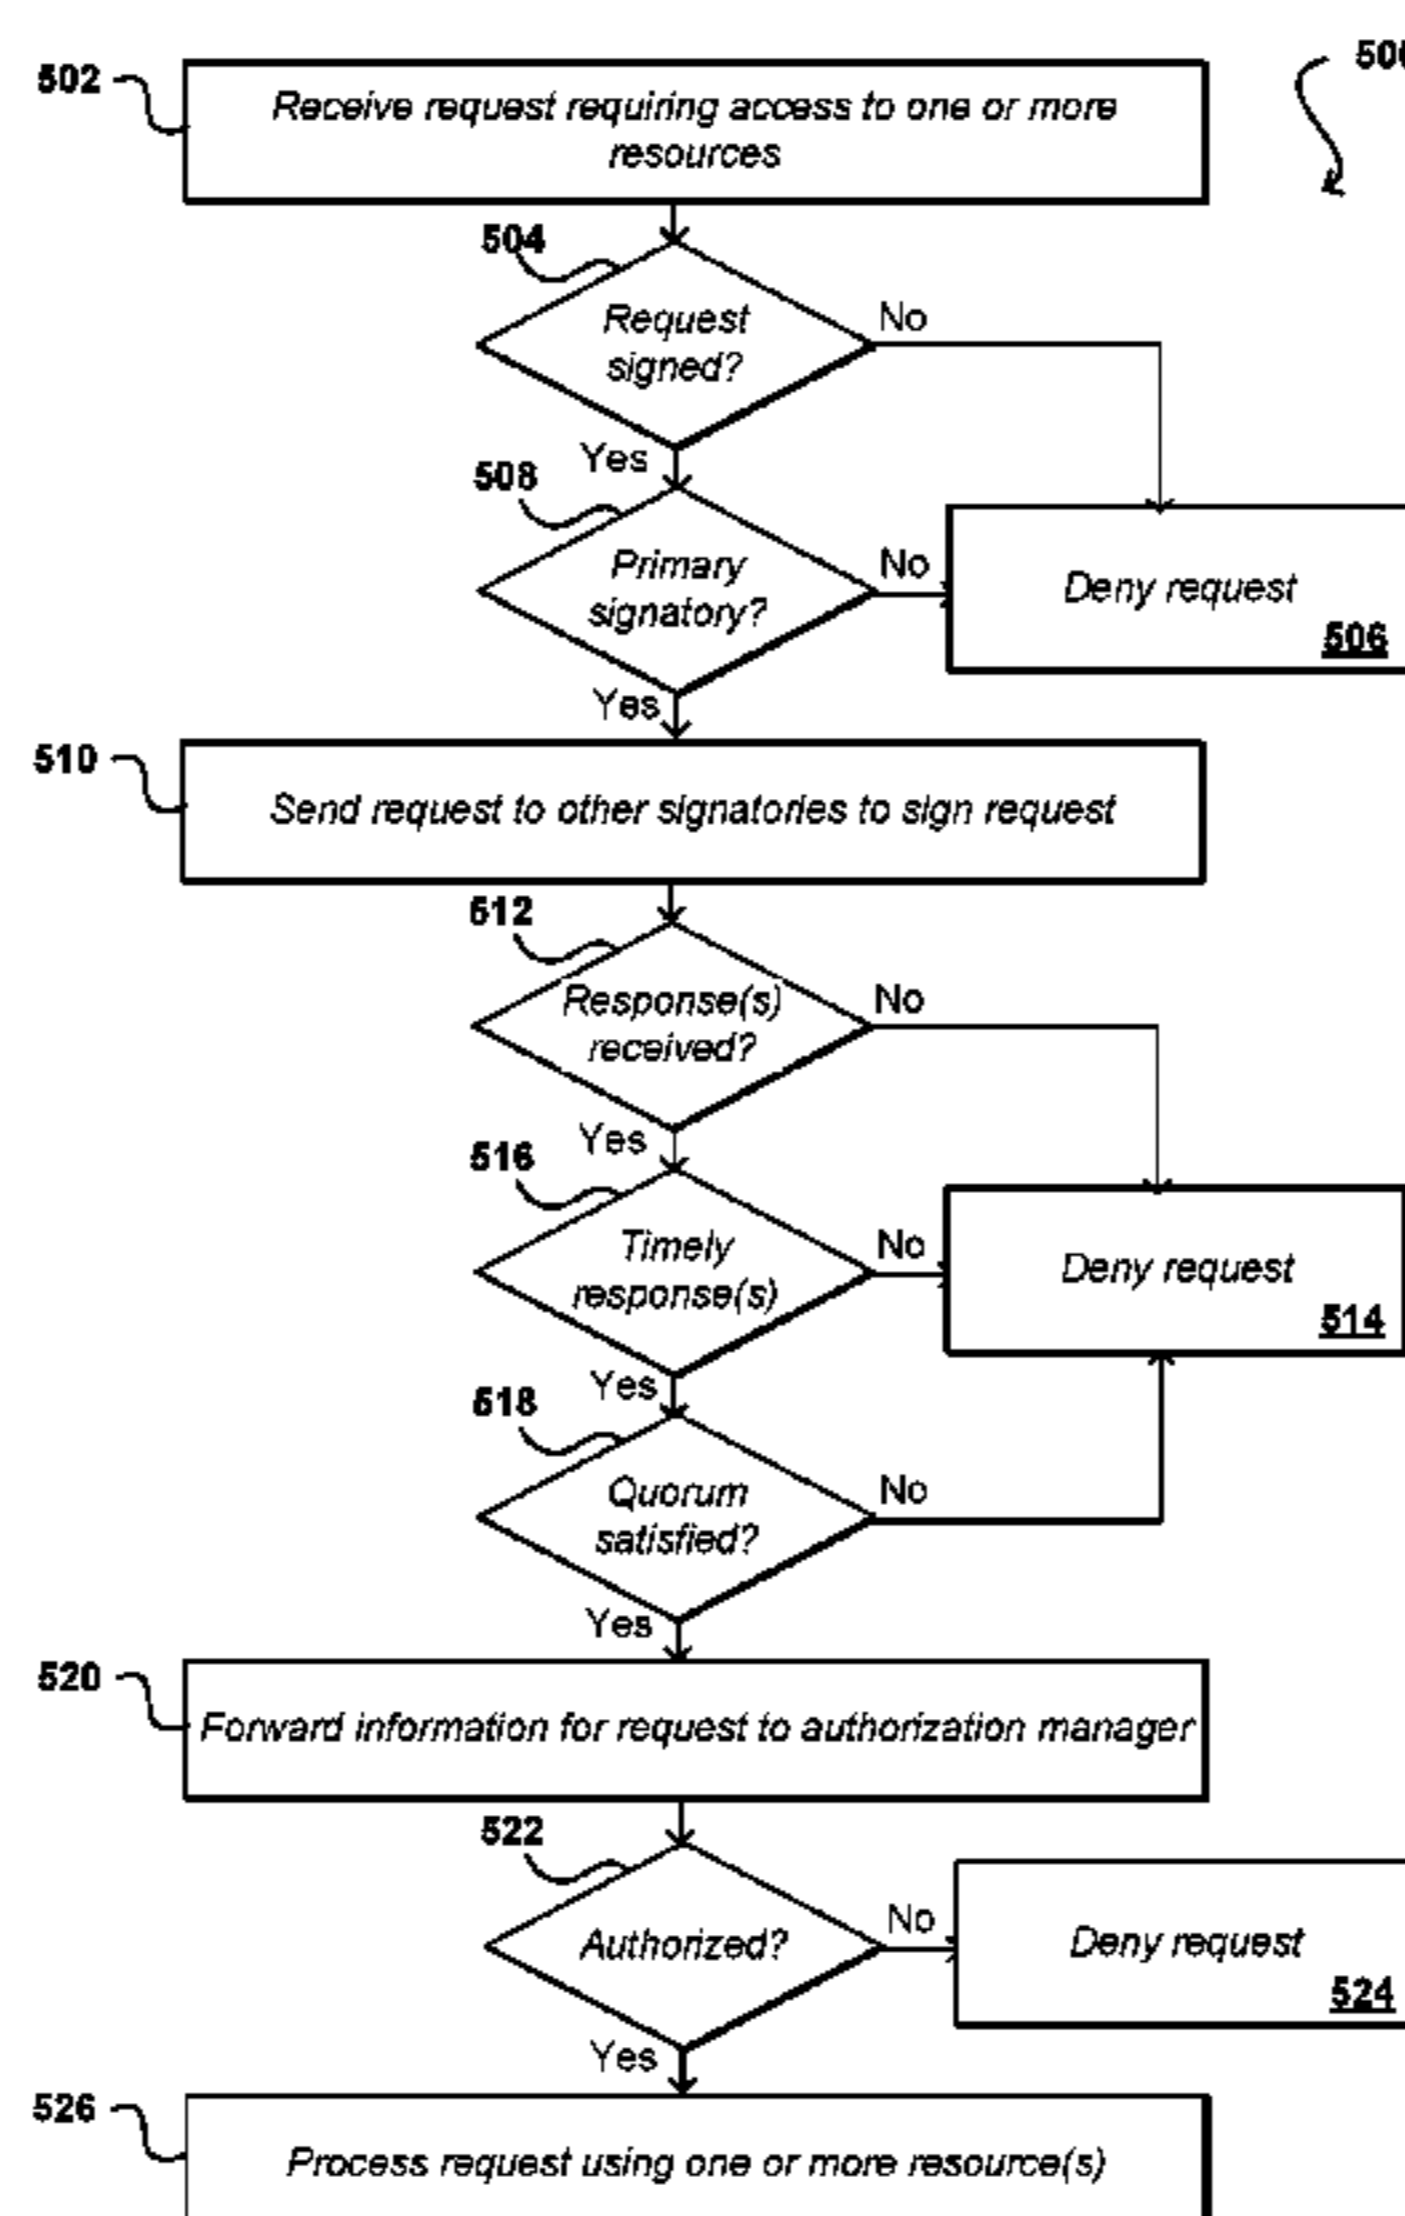 502
Receive request requiring access to one or more
resources
504
Request
signed?
No
Yes
508
Primary
signatory?
No
Deny request
506
Yes
510
Send request to other signatories to sign request
512
Response(s)
received?
No
Yes
516
Timely
response(s)
No
Deny request
514
Yes
518
Quorum
satisfied?
No
Yes
520
Forward information for request to authorization manager
522
Authorized?
No
Deny request
524
Yes
526
Process request using one or more resource(s)